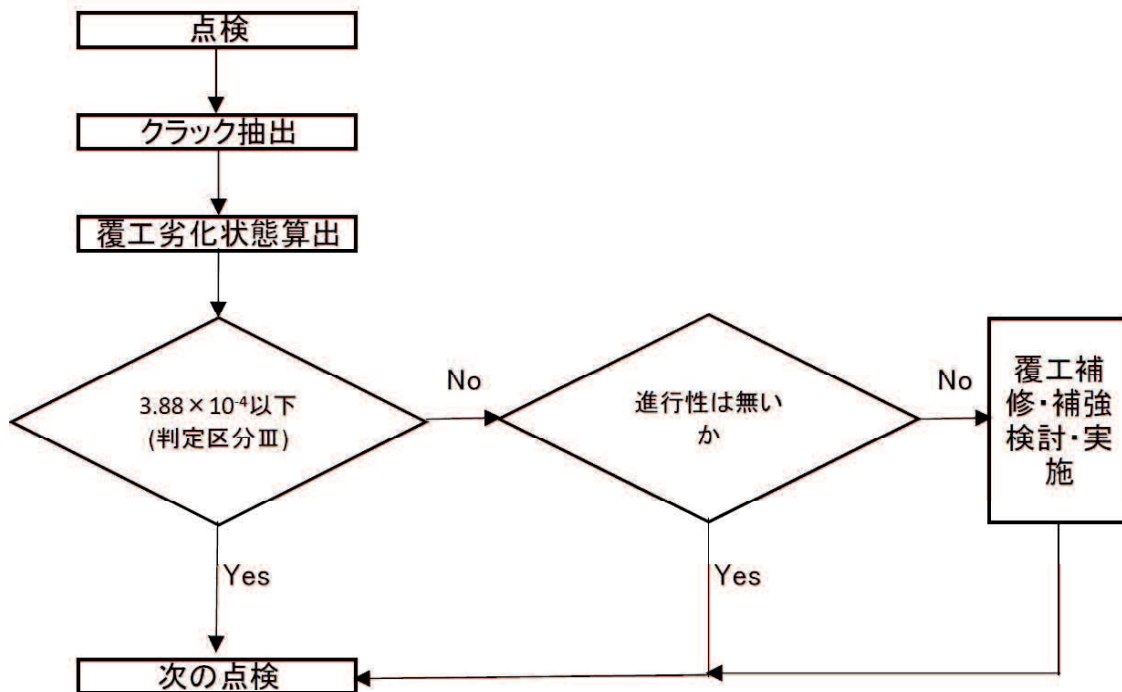 点検
クラック抽出
覆工劣化状態算出
3.88×10⁻⁴以下
(判定区分Ⅲ)
No
進行性は無い
か
No
覆工補
修・補強
検討・実
施
Yes
Yes
次の点検